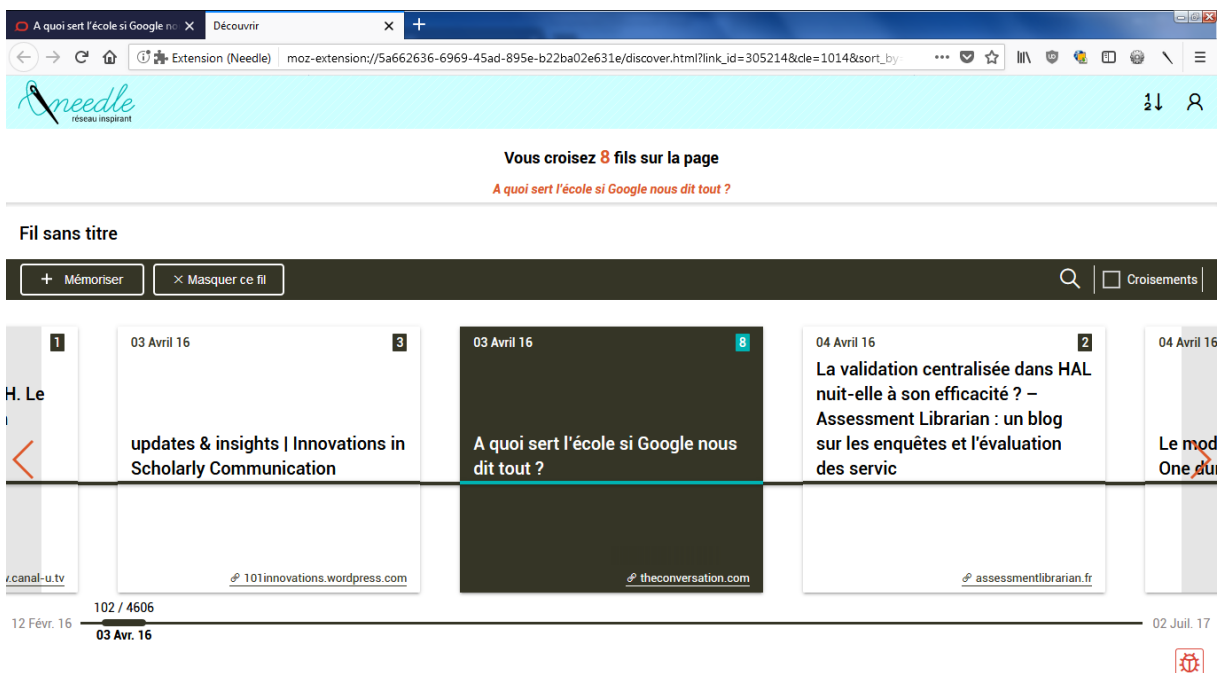 A quoi sert l'école si Google no
Découvrir
Extension (Needle)
moz-extension://5a662636-6969-45ad-895e-b22ba02e631e/discover.html?link_id=305214&cle=1014&sort_by
needle
réseau inspirant
Vous croisez 8 fils sur la page
A quoi sert l'école si Google nous dit tout ?
Fil sans titre
+ Mémoriser
× Masquer ce fil
Croisements
1
H. Le
v.canal-u.tv
03 Avril 16
3
updates & insights | Innovations in
Scholarly Communication
101innovations.wordpress.com
03 Avril 16
8
A quoi sert l'école si Google nous
dit tout ?
theconversation.com
04 Avril 16
2
La validation centralisée dans HAL
nuit-elle à son efficacité ? –
Assessment Librarian : un blog
sur les enquêtes et l'évaluation
des servic
assessmentlibrarian.fr
04 Avril 16
Le mod
One dur
102 / 4606
12 Févr. 16
03 Avr. 16
02 Juil. 17